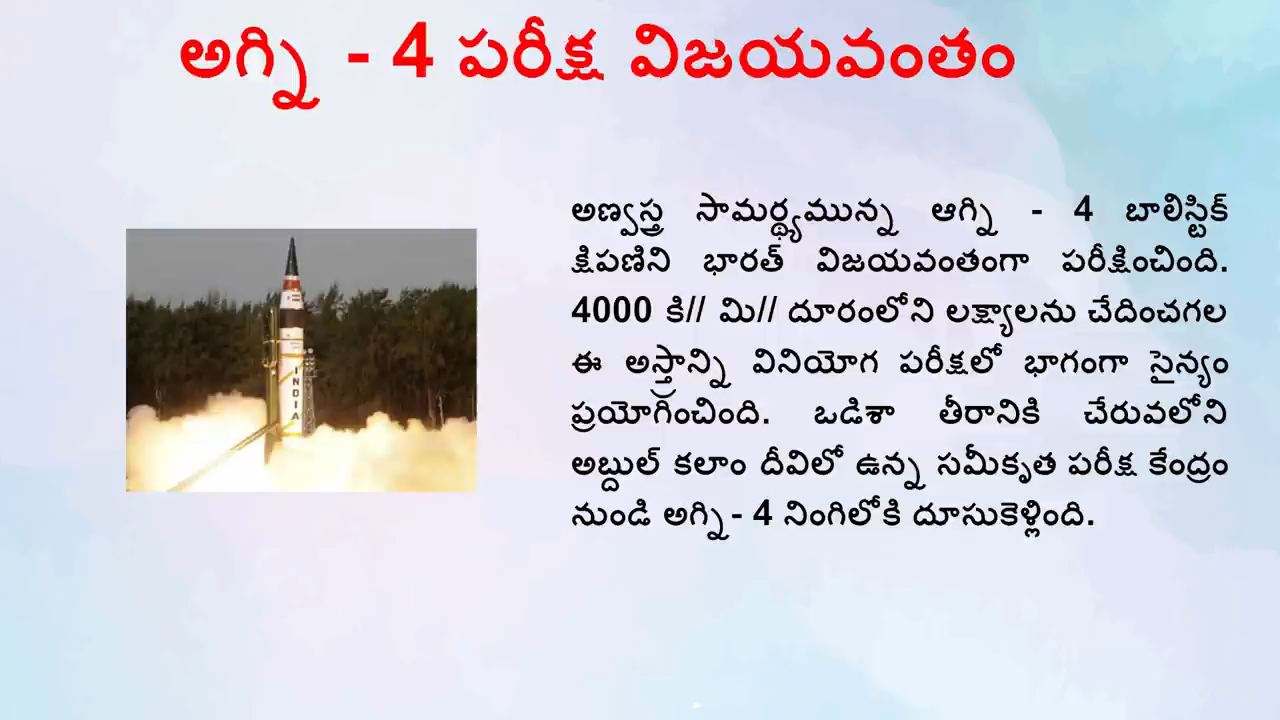 అగ్ని - 4 పరీక్ష విజయవంతం
అణ్వస్త్ర సామర్థ్యమున్న ఆగ్ని - 4 బాలిస్టిక్
క్షిపణిని భారత్ విజయవంతంగా పరీక్షించింది.
4000 కి// మి// దూరంలోని లక్ష్యాలను చేదించగల
ఈ అస్త్రాన్ని వినియోగ పరీక్షలో భాగంగా సైన్యం
ప్రయోగించింది. ఒడిశా తీరానికి చేరువలోని
అబ్దుల్ కలాం దీవిలో ఉన్న సమీకృత పరీక్ష కేంద్రం
నుండి అగ్ని - 4 నింగిలోకి దూసుకెళ్లింది.
INDIA